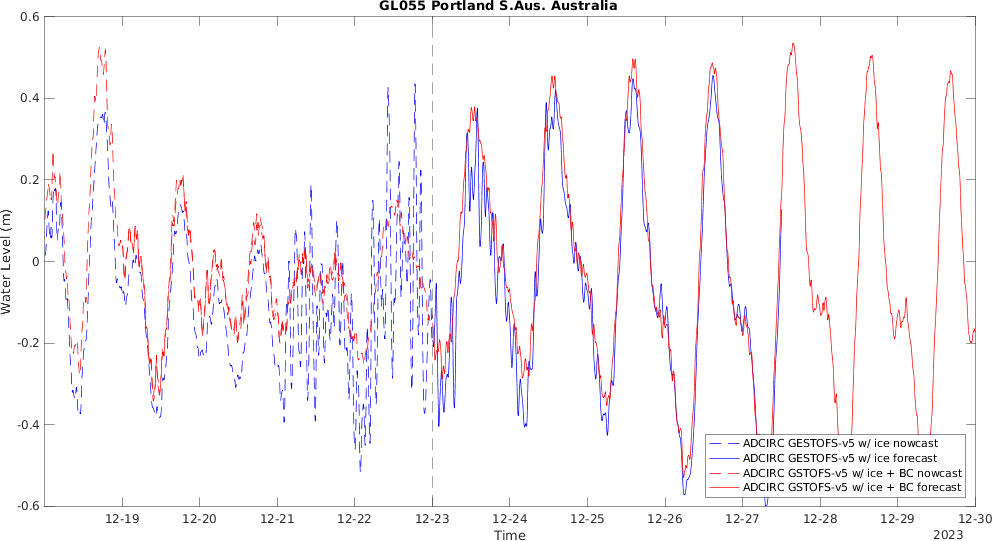 GL055 Portland S.Aus. Australia
Water Level (m)
0.6
0.4
0.2
0
-0.2
-0.4
-0.6
12-19
12-20
12-21
12-22
12-23
12-24
12-25
12-26
12-27
12-28
12-29
12-30
Time
2023
ADCIRC GESTOFS-v5 w/ ice nowcast
ADCIRC GESTOFS-v5 w/ ice forecast
ADCIRC GSTOFS-v5 w/ ice + BC nowcast
ADCIRC GSTOFS-v5 w/ ice + BC forecast